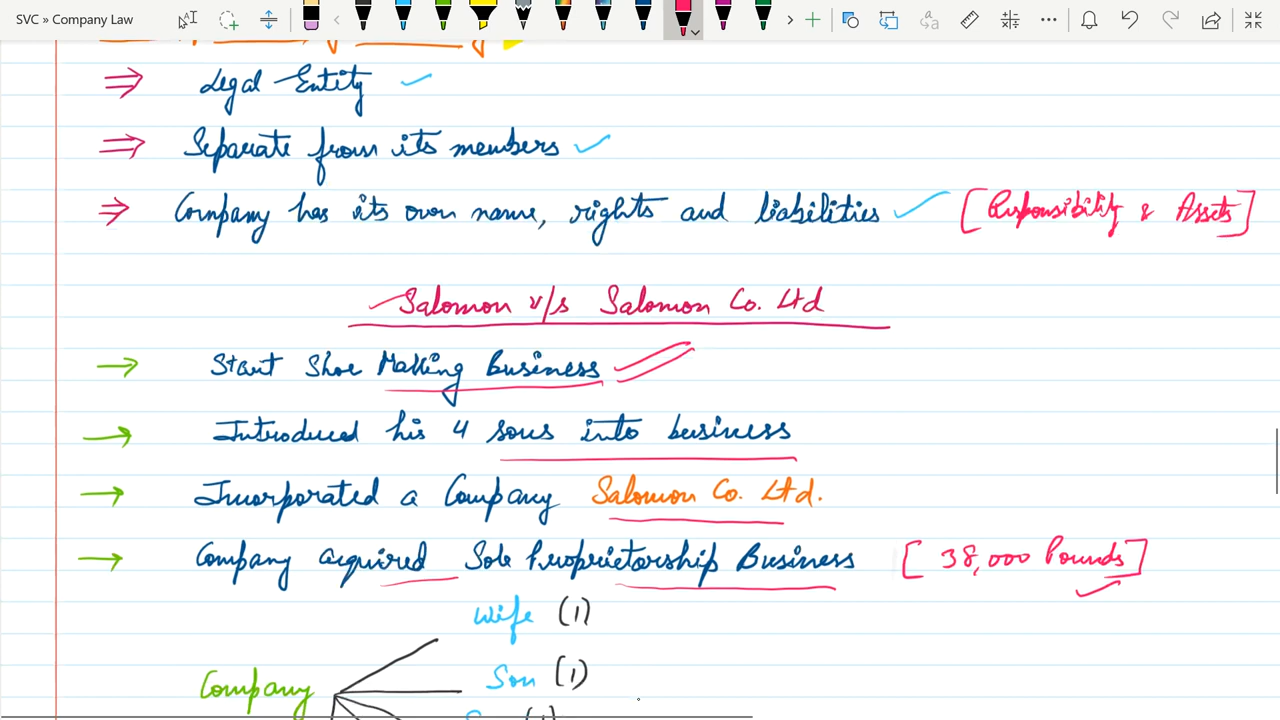 SVC » Company Law
⇒ Legal Entity ✓
⇒ Separate from its members ✓
⇒ Company has its own name, rights and liabilities ✓ [Responsibility & Assets]
Salomon v/s Salomon Co. Ltd
→ Start Shoe Making Business
→ Introduced his 4 sons into business
→ Incorporated a Company Salomon Co. Ltd.
→ Company acquired Sole Proprietorship Business [38,000 Pounds]
Wife (1)
Son (1)
Company